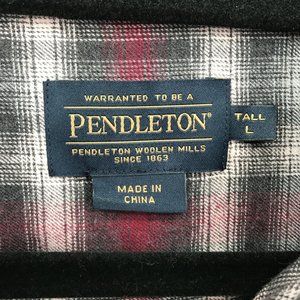 WARRANTED TO BE A
PENDLETON®
PENDLETON WOOLEN MILLS
SINCE 1863
TALL
L
MADE IN
CHINA